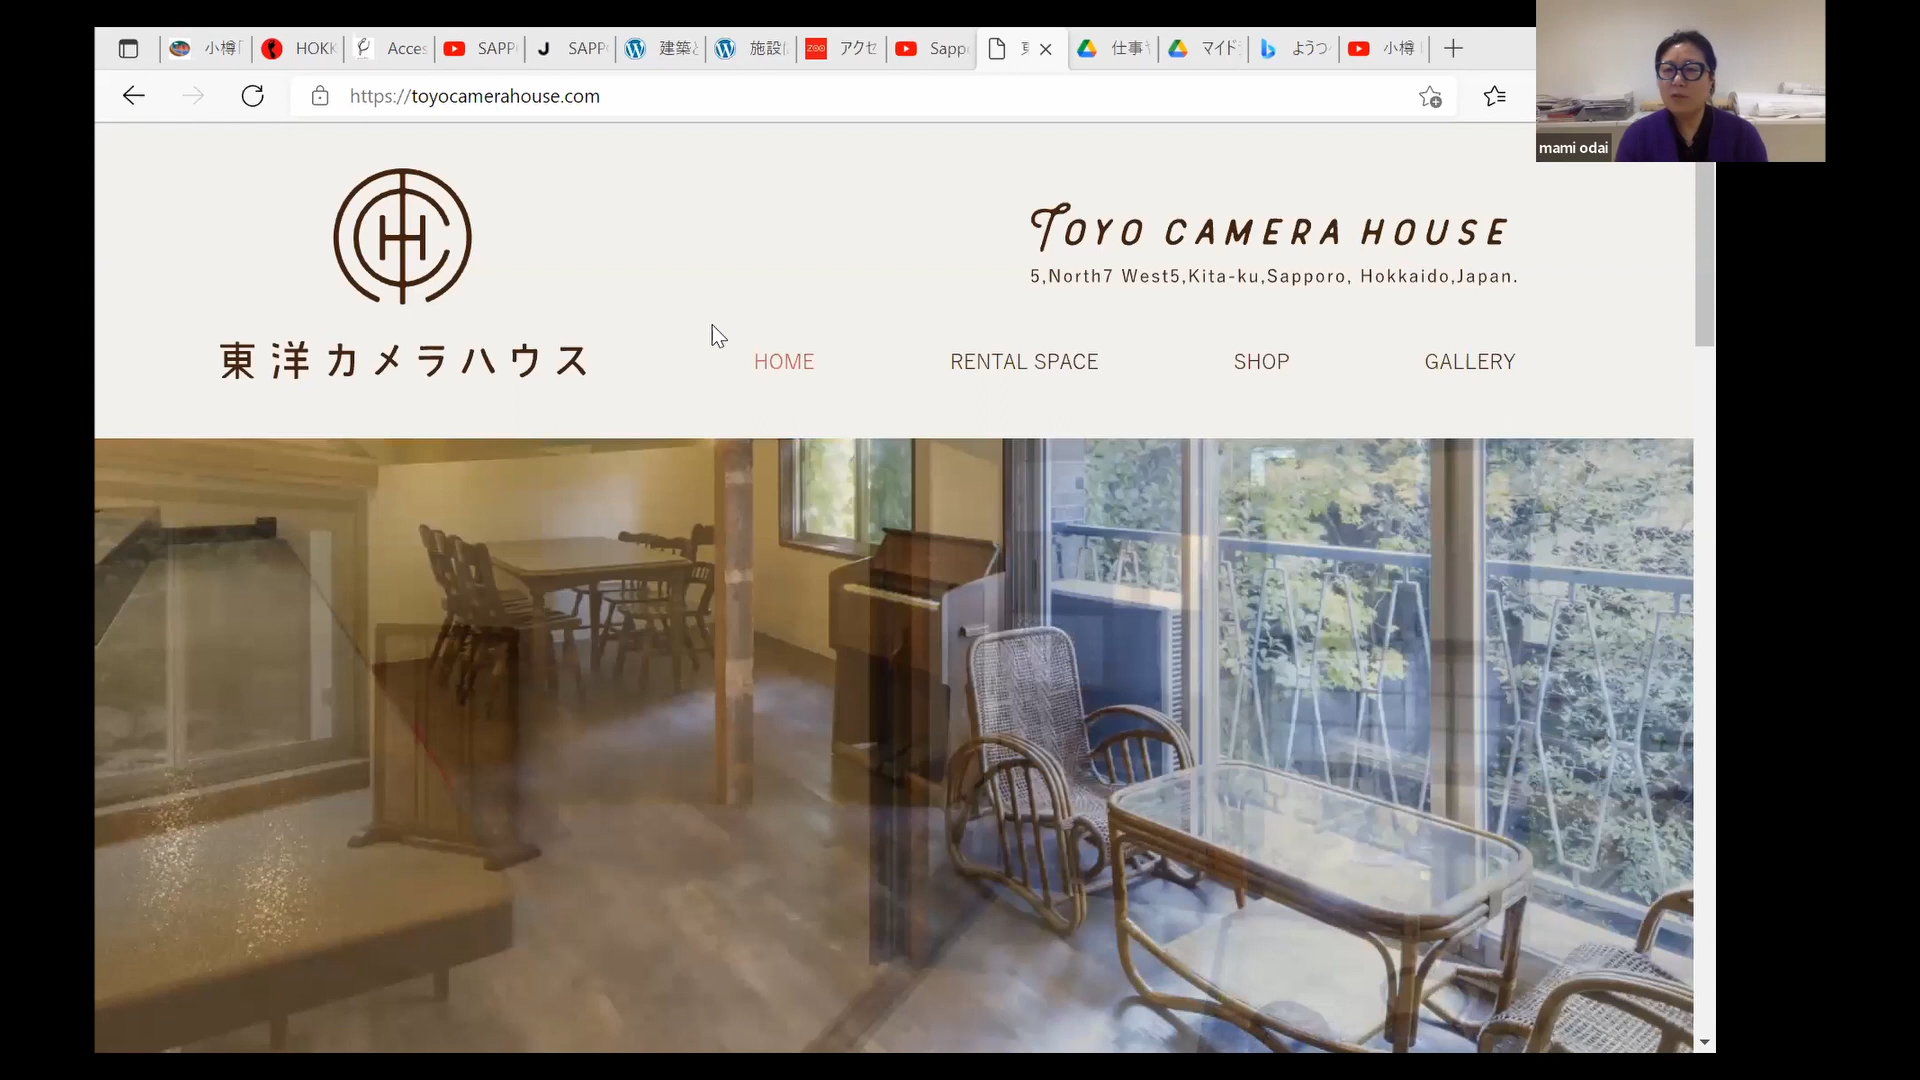 小樽 HOKK Acces SAPP SAPP 建築と 施設 アクセ Sapp 仕事 マイド ようつ 小樽
https://toyocamerahouse.com
mami odai
TOYO CAMERA HOUSE
5,North7 West5,Kita-ku,Sapporo, Hokkaido,Japan.
東洋カメラハウス
HOME RENTAL SPACE SHOP GALLERY